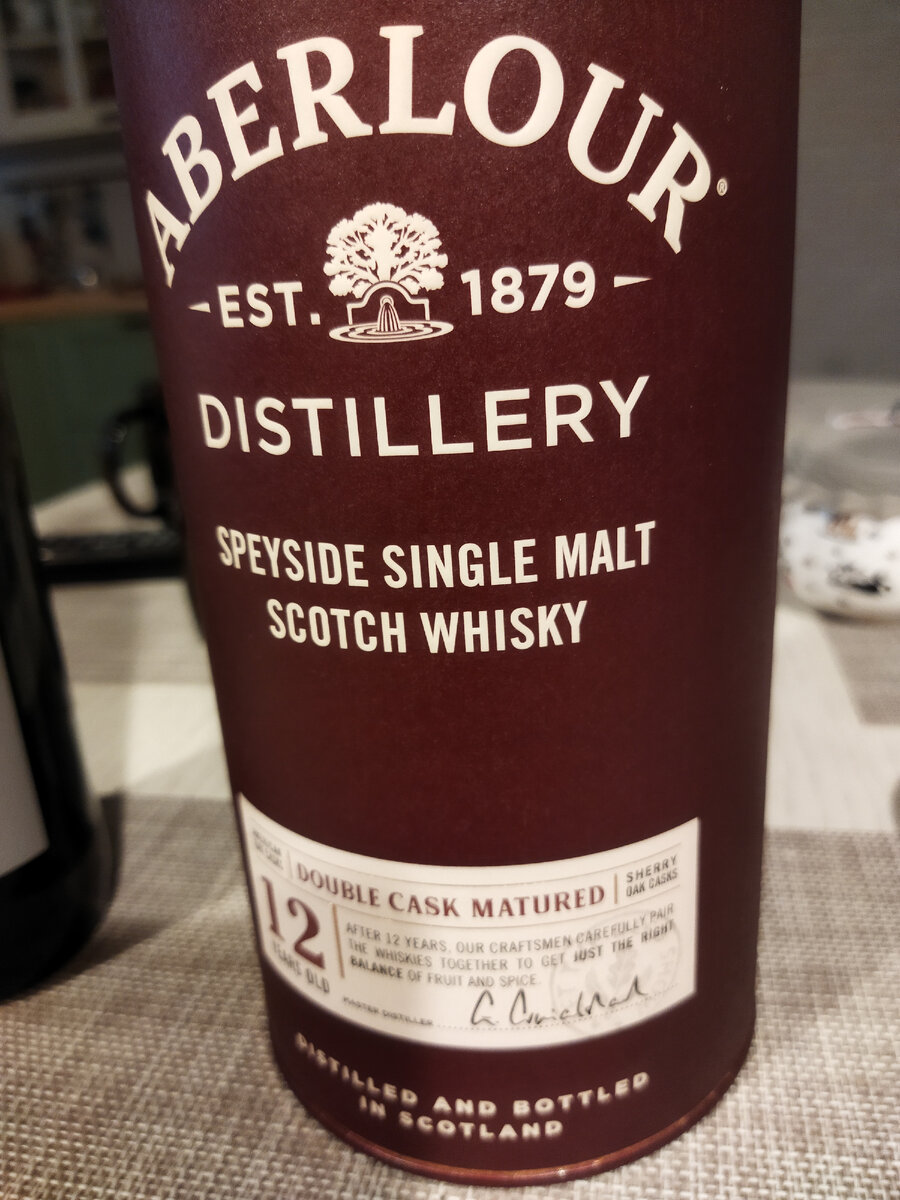 ABERLOUR®
EST. 1879
DISTILLERY
SPEYSIDE SINGLE MALT
SCOTCH WHISKY
DOUBLE CASK MATURED
SHERRY
OAK CASKS
12
YEARS OLD
AFTER 12 YEARS, OUR CRAFTSMEN CAREFULLY PAIR
THE WHISKIES TOGETHER TO GET JUST THE RIGHT
BALANCE OF FRUIT AND SPICE.
MASTER DISTILLER
DISTILLED AND BOTTLED
IN SCOTLAND